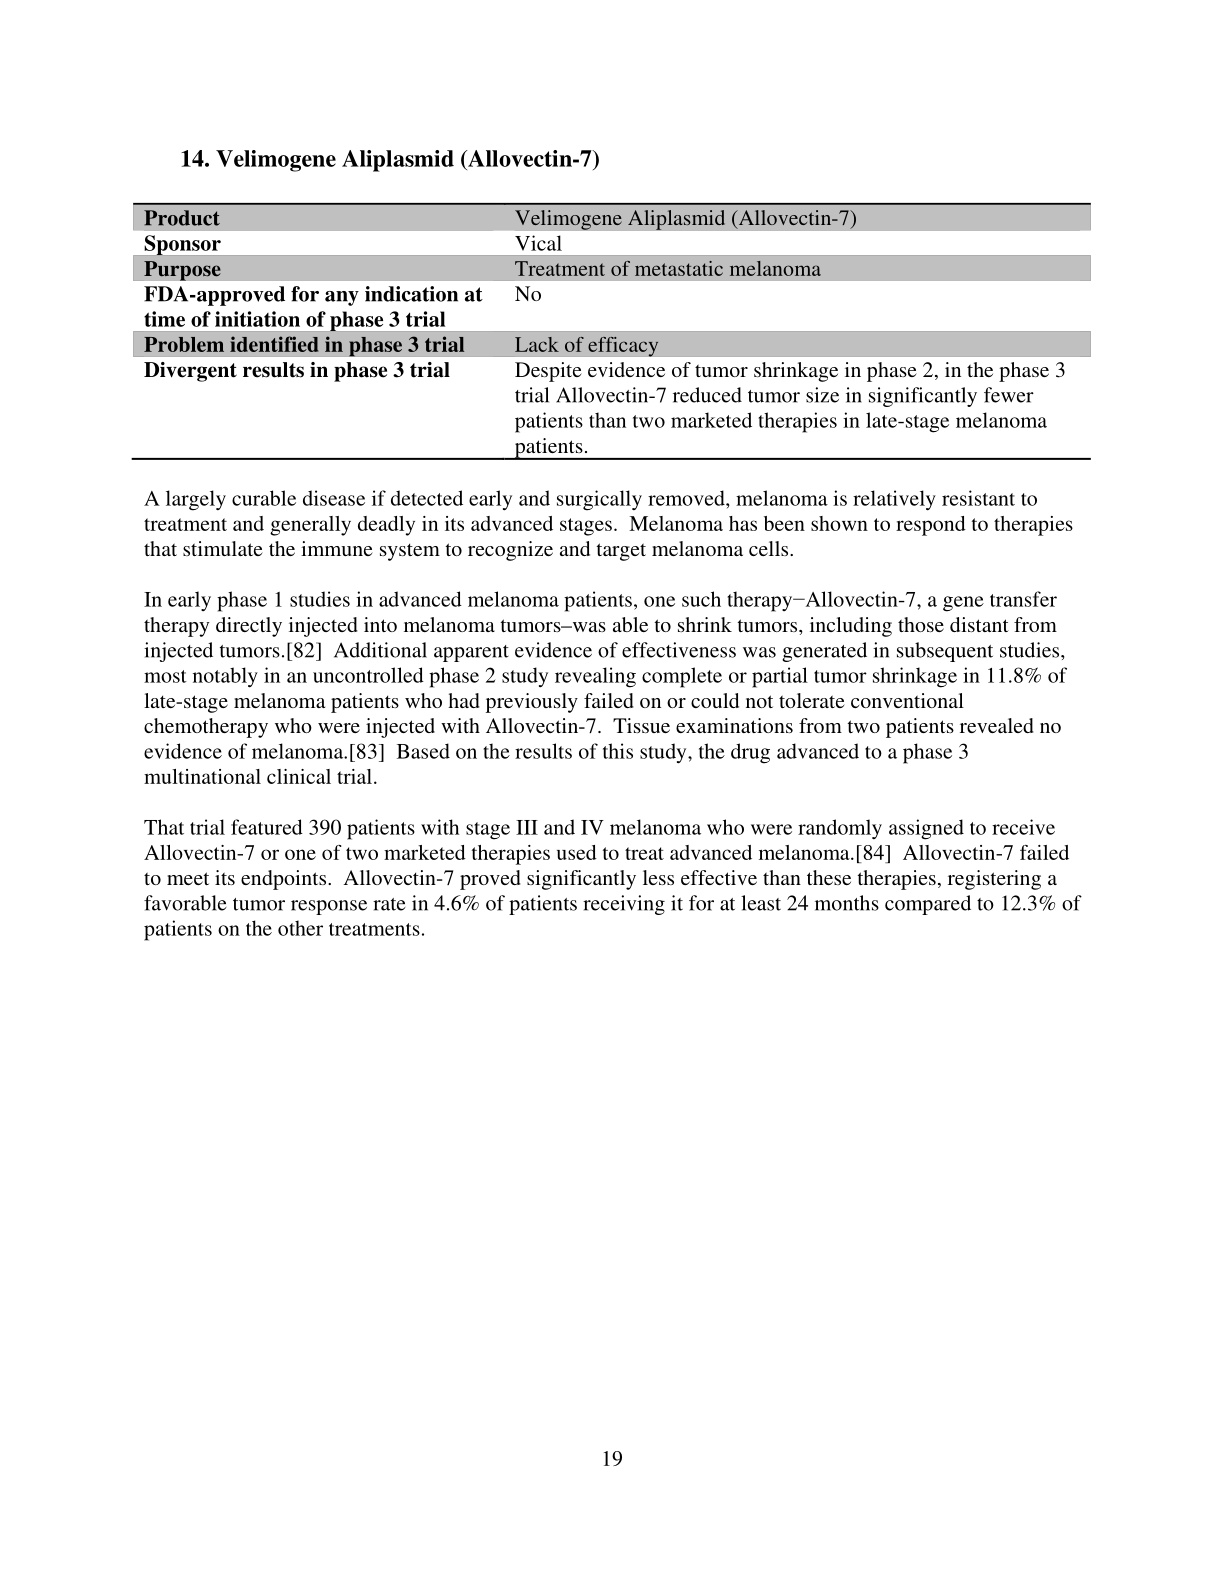 14. Velimogene Aliplasmid (Allovectin-7)
Product Velimogene Aliplasmid (Allovectin-7)
Sponsor Vical
Purpose Treatment of metastatic melanoma
FDA-approved for any indication at No
time of initiation of phase 3 trial
Problem identified in phase 3 trial Lack of efficacy
Divergent results in phase 3 trial Despite evidence of tumor shrinkage in phase 2, in the phase 3
trial Allovectin-7 reduced tumor size in significantly fewer
patients than two marketed therapies in late-stage melanoma
patients.
A largely curable disease if detected early and surgically removed, melanoma is relatively resistant to
treatment and generally deadly in its advanced stages.  Melanoma has been shown to respond to therapies
that stimulate the immune system to recognize and target melanoma cells.
In early phase 1 studies in advanced melanoma patients, one such therapy−Allovectin-7, a gene transfer
therapy directly injected into melanoma tumors–was able to shrink tumors, including those distant from
injected tumors.[82]  Additional apparent evidence of effectiveness was generated in subsequent studies,
most notably in an uncontrolled phase 2 study revealing complete or partial tumor shrinkage in 11.8% of
late-stage melanoma patients who had previously failed on or could not tolerate conventional
chemotherapy who were injected with Allovectin-7.  Tissue examinations from two patients revealed no
evidence of melanoma.[83]  Based on the results of this study, the drug advanced to a phase 3
multinational clinical trial.
That trial featured 390 patients with stage III and IV melanoma who were randomly assigned to receive
Allovectin-7 or one of two marketed therapies used to treat advanced melanoma.[84]  Allovectin-7 failed
to meet its endpoints.  Allovectin-7 proved significantly less effective than these therapies, registering a
favorable tumor response rate in 4.6% of patients receiving it for at least 24 months compared to 12.3% of
patients on the other treatments.
19